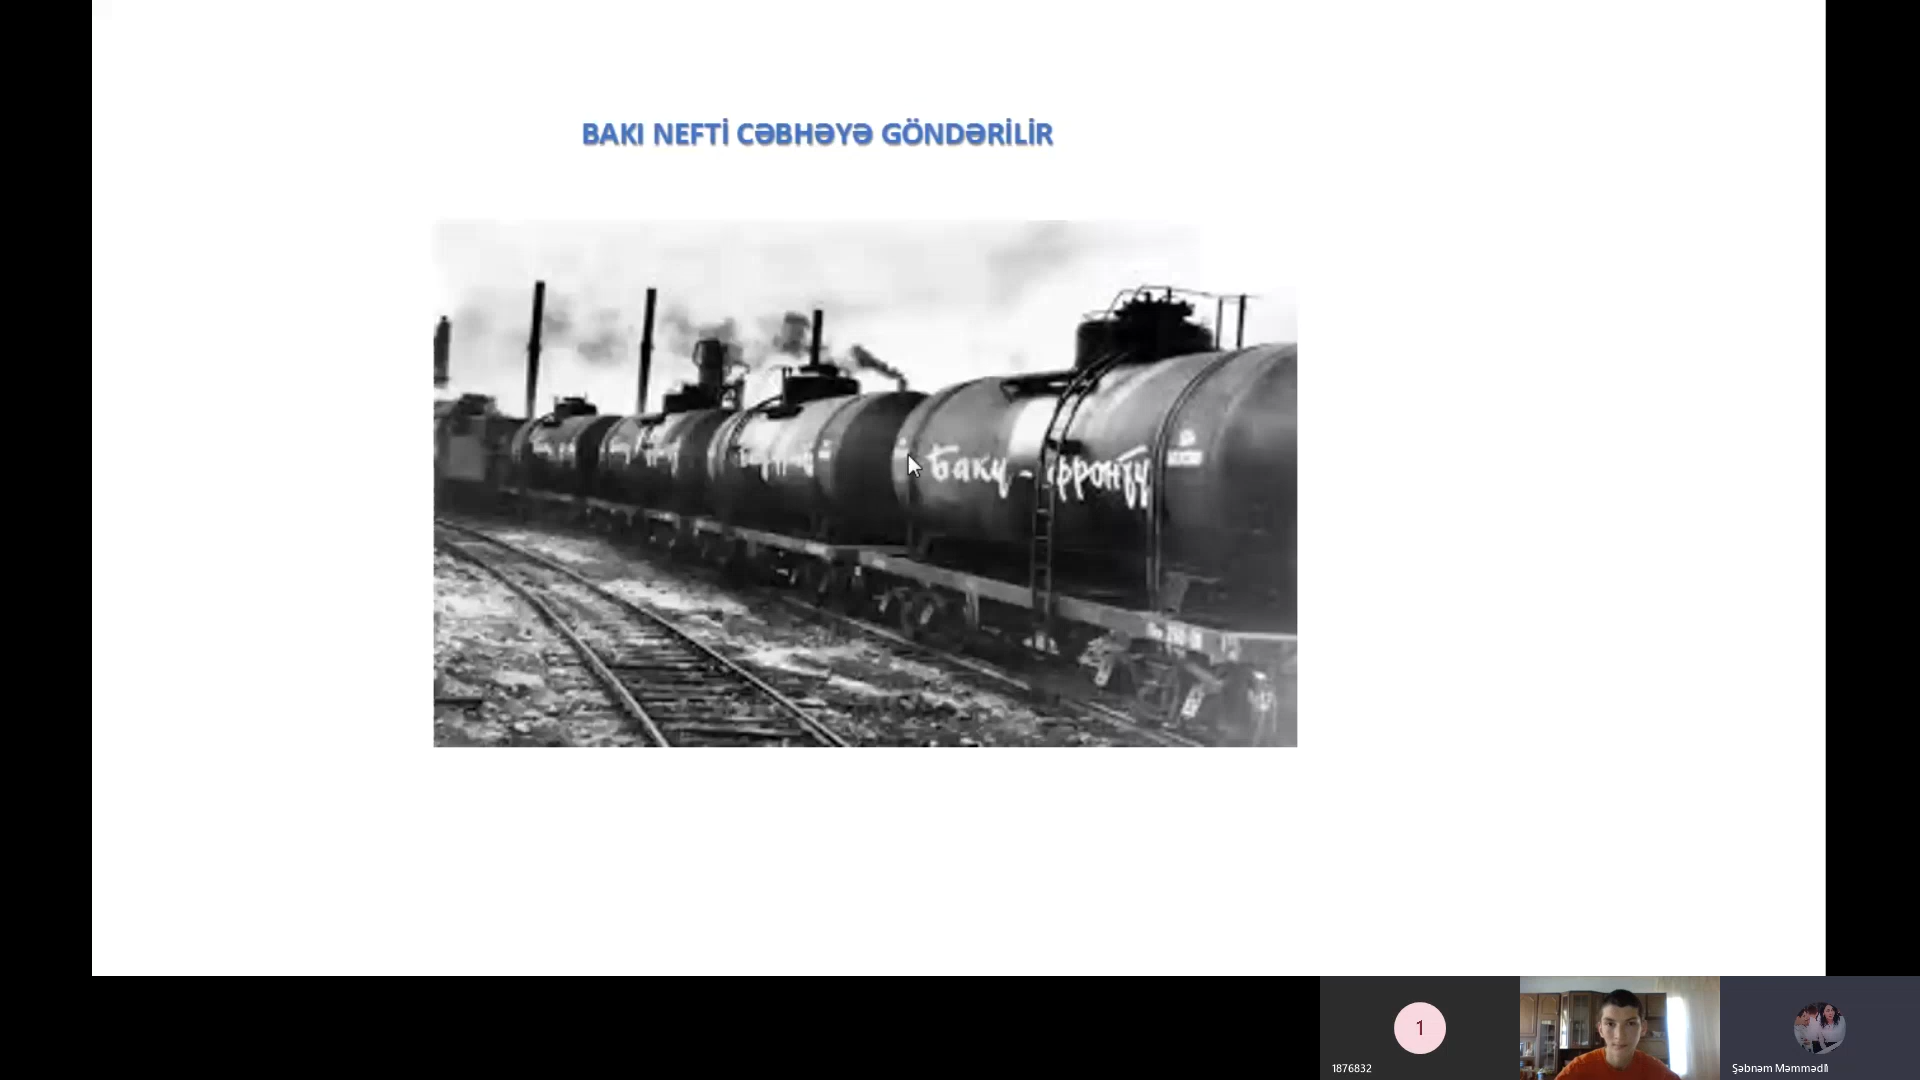 BAKI NEFTİ CƏBHƏYƏ GÖNDƏRİLİR
Баку - фронту
1
1876832
Şəbnəm Məmmədli